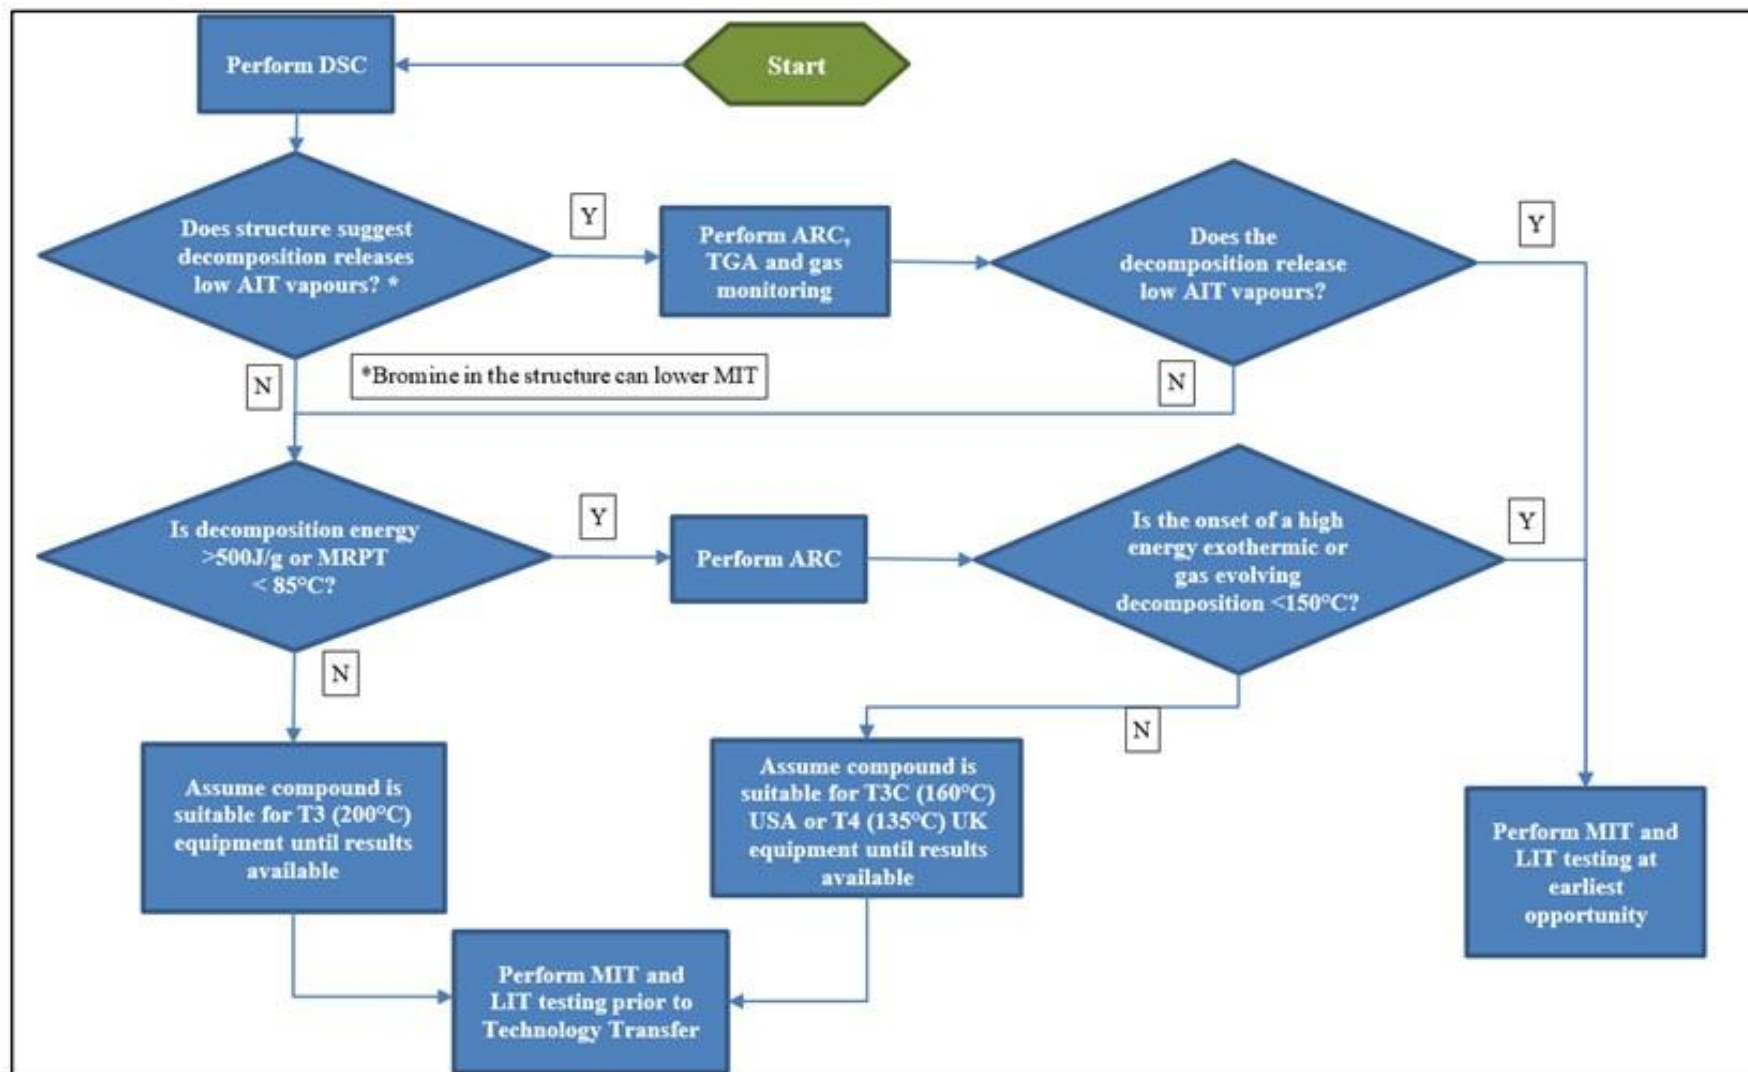 Perform DSC
Start
Does structure suggest
decomposition releases
low AIT vapours? *
Y
Perform ARC,
TGA and gas
monitoring
Does the
decomposition release
low AIT vapours?
Y
N
*Bromine in the structure can lower MIT
N
Is decomposition energy
>500J/g or MRPT
< 85°C?
Y
Perform ARC
Is the onset of a high
energy exothermic or
gas evolving
decomposition <150°C?
Y
N
N
Assume compound is
suitable for T3 (200°C)
equipment until results
available
Assume compound is
suitable for T3C (160°C)
USA or T4 (135°C) UK
equipment until results
available
Perform MIT and
LIT testing at
earliest
opportunity
Perform MIT and
LIT testing prior to
Technology Transfer